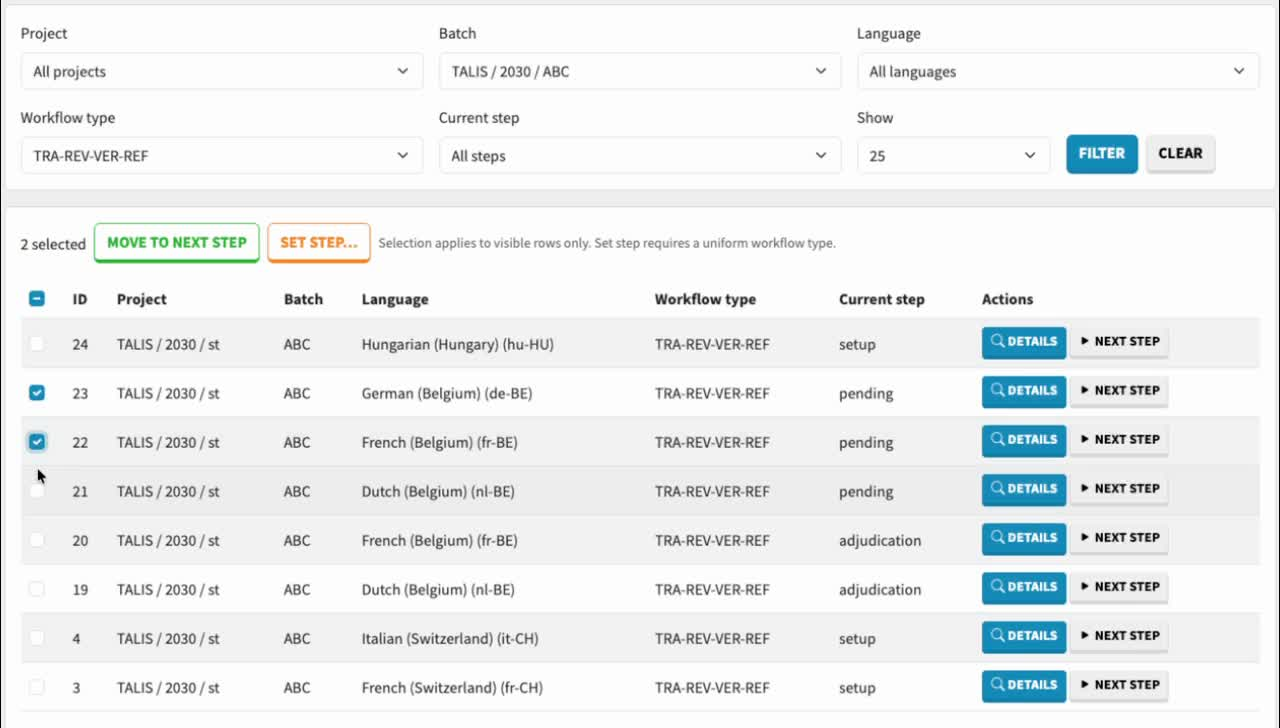 Project Batch Language
All projects TALIS / 2030 / ABC All languages
Workflow type Current step Show
TRA-REV-VER-REF All steps 25 FILTER CLEAR
2 selected MOVE TO NEXT STEP SET STEP... Selection applies to visible rows only. Set step requires a uniform workflow type.
ID Project Batch Language Workflow type Current step Actions
24 TALIS / 2030 / st ABC Hungarian (Hungary) (hu-HU) TRA-REV-VER-REF setup DETAILS NEXT STEP
23 TALIS / 2030 / st ABC German (Belgium) (de-BE) TRA-REV-VER-REF pending DETAILS NEXT STEP
22 TALIS / 2030 / st ABC French (Belgium) (fr-BE) TRA-REV-VER-REF pending DETAILS NEXT STEP
21 TALIS / 2030 / st ABC Dutch (Belgium) (nl-BE) TRA-REV-VER-REF pending DETAILS NEXT STEP
20 TALIS / 2030 / st ABC French (Belgium) (fr-BE) TRA-REV-VER-REF adjudication DETAILS NEXT STEP
19 TALIS / 2030 / st ABC Dutch (Belgium) (nl-BE) TRA-REV-VER-REF adjudication DETAILS NEXT STEP
4 TALIS / 2030 / st ABC Italian (Switzerland) (it-CH) TRA-REV-VER-REF setup DETAILS NEXT STEP
3 TALIS / 2030 / st ABC French (Switzerland) (fr-CH) TRA-REV-VER-REF setup DETAILS NEXT STEP